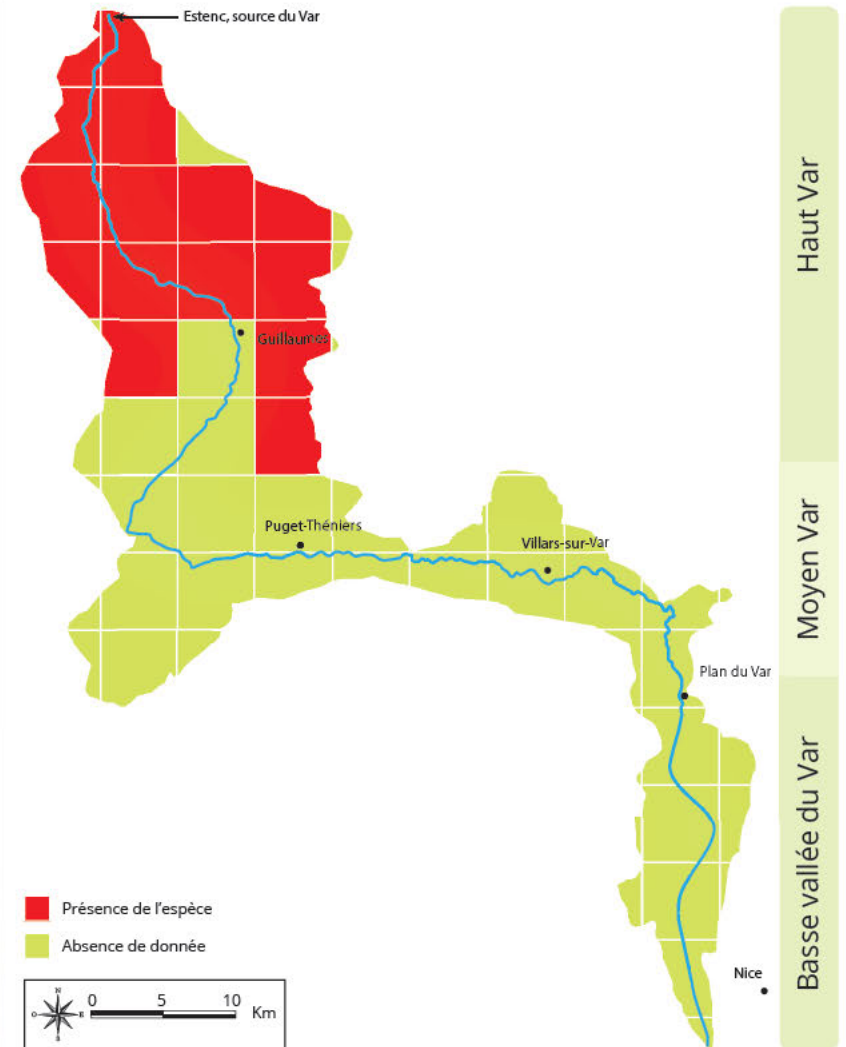 Estenc, source du Var
Haut Var
Guillaumes
Puget-Théniers
Villars-sur-Var
Moyen Var
Plan du Var
Basse vallée du Var
Présence de l'espèce
Absence de donnée
Nice
N
O
E
S
0 5 10 Km